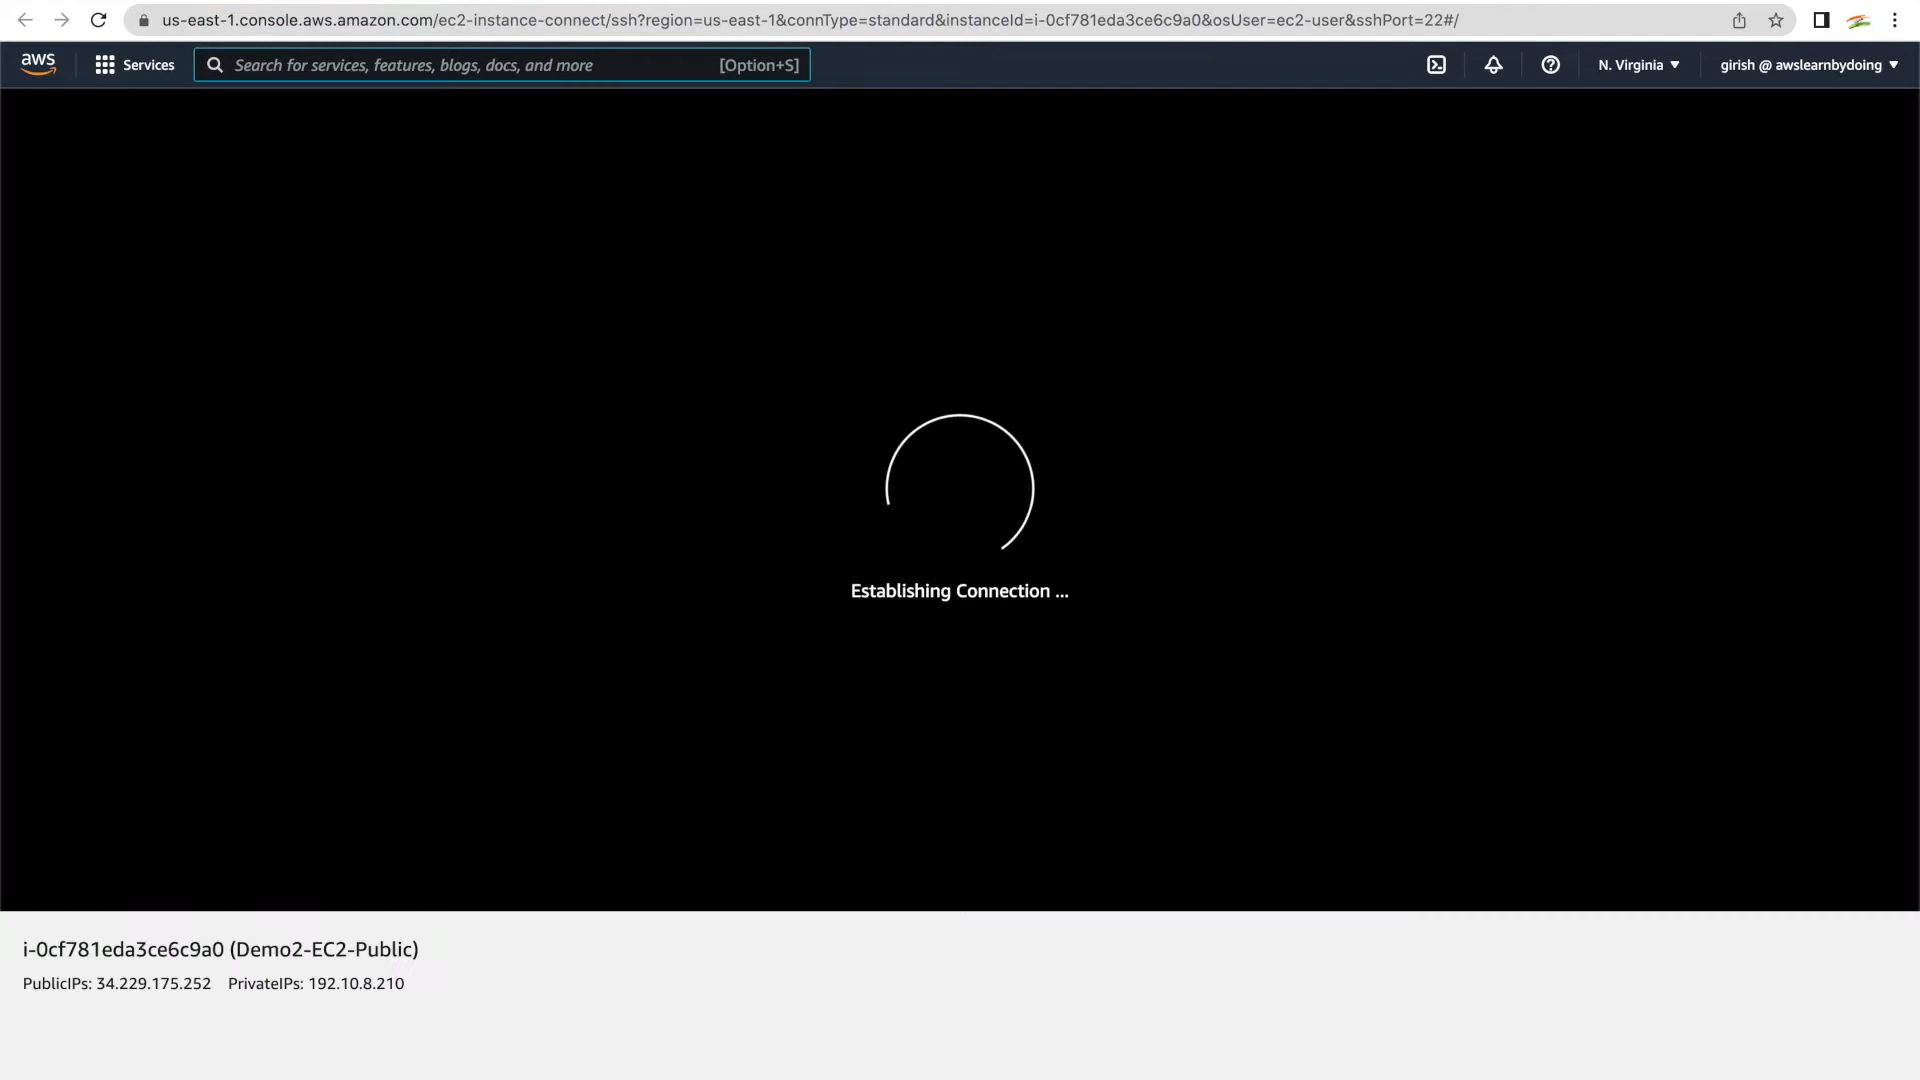 us-east-1.console.aws.amazon.com/ec2-instance-connect/ssh?region=us-east-1&connType=standard&instanceId=i-0cf781eda3ce6c9a0&osUser=ec2-user&sshPort=22#/
aws Services Search for services, features, blogs, docs, and more [Option+S] N. Virginia girish @ awslearnbydoing
Establishing Connection ...
i-0cf781eda3ce6c9a0 (Demo2-EC2-Public)
PublicIPs: 34.229.175.252 PrivateIPs: 192.10.8.210